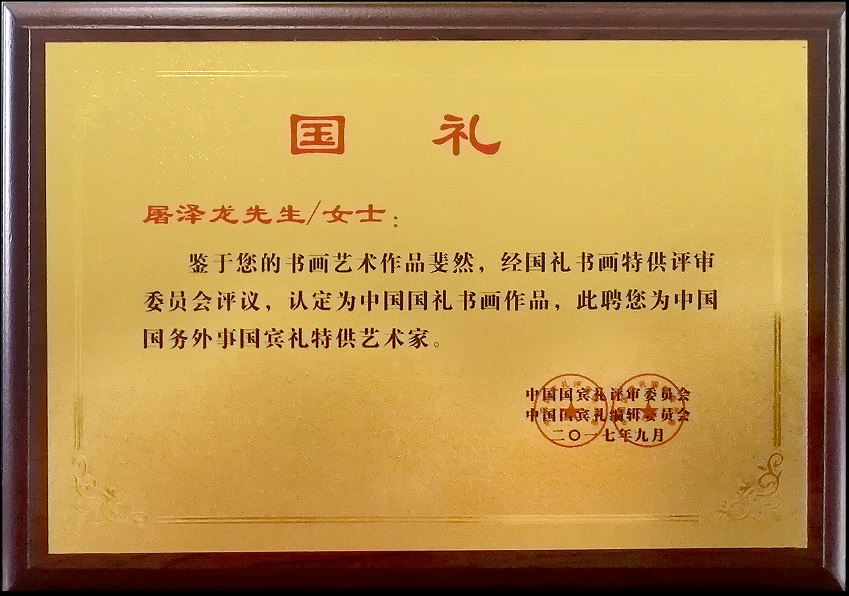 国 礼
屠泽龙先生/女士：
鉴于您的书画艺术作品斐然，经国礼书画特供评审
委员会评议，认定为中国国礼书画作品，此聘您为中国
国务外事国宾礼特供艺术家。
中国国宾礼评审委员会
中国国宾礼编辑委员会
二〇一七年九月